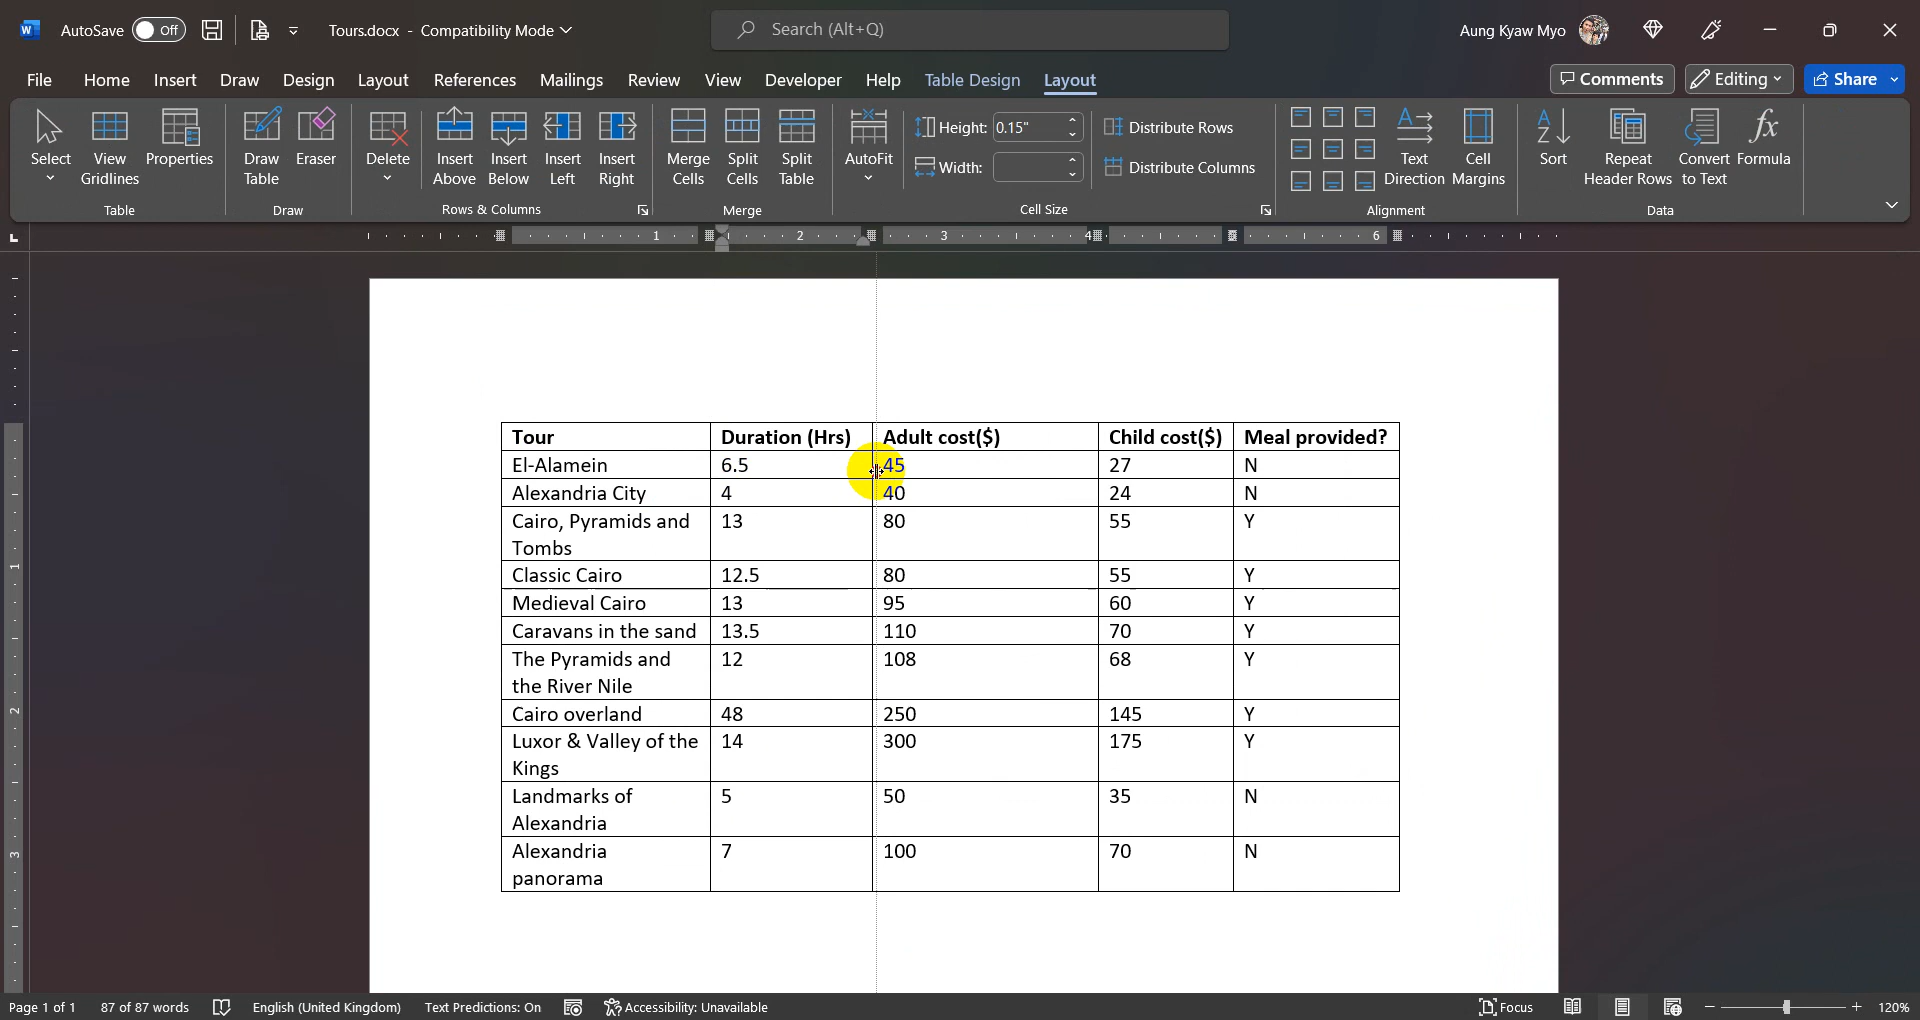 AutoSave Off Tours.docx - Compatibility Mode Search (Alt+Q) Aung Kyaw Myo
File Home Insert Draw Design Layout References Mailings Review View Developer Help Table Design Layout Comments Editing Share
Select View Gridlines Properties
Table
Draw Table Eraser
Draw
Delete Insert Above Insert Below Insert Left Insert Right
Rows & Columns
Merge Cells Split Cells Split Table
Merge
AutoFit Height: 0.15" Distribute Rows
Width: Distribute Columns
Cell Size
Text Direction Cell Margins
Alignment
Sort Repeat Header Rows Convert to Text Formula
Data
1 2 3 4 6
Tour Duration (Hrs) Adult cost($) Child cost($) Meal provided?
El-Alamein 6.5 45 27 N
Alexandria City 4 40 24 N
Cairo, Pyramids and 13 80 55 Y
Tombs
Classic Cairo 12.5 80 55 Y
Medieval Cairo 13 95 60 Y
Caravans in the sand 13.5 110 70 Y
The Pyramids and 12 108 68 Y
the River Nile
Cairo overland 48 250 145 Y
Luxor & Valley of the 14 300 175 Y
Kings
Landmarks of 5 50 35 N
Alexandria
Alexandria 7 100 70 N
panorama
1
2
3
Page 1 of 1 87 of 87 words English (United Kingdom) Text Predictions: On Accessibility: Unavailable Focus 120%